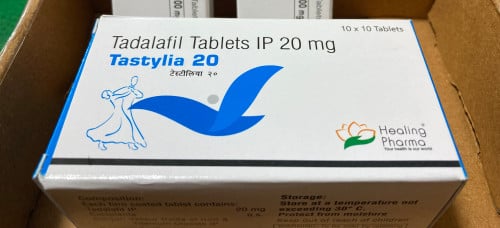 10 x 10 Tablets
Tadalafil Tablets IP 20 mg
Tastylia 20
टेस्टीलिया २०
Healing
Pharma
Your health is our world
Composition:
Each film coated tablet contains:
Tadalafil IP 20 mg
Storage:
Store at a temperature not
exceeding 30° C.
Protect from moisture
Keep out of reach of children